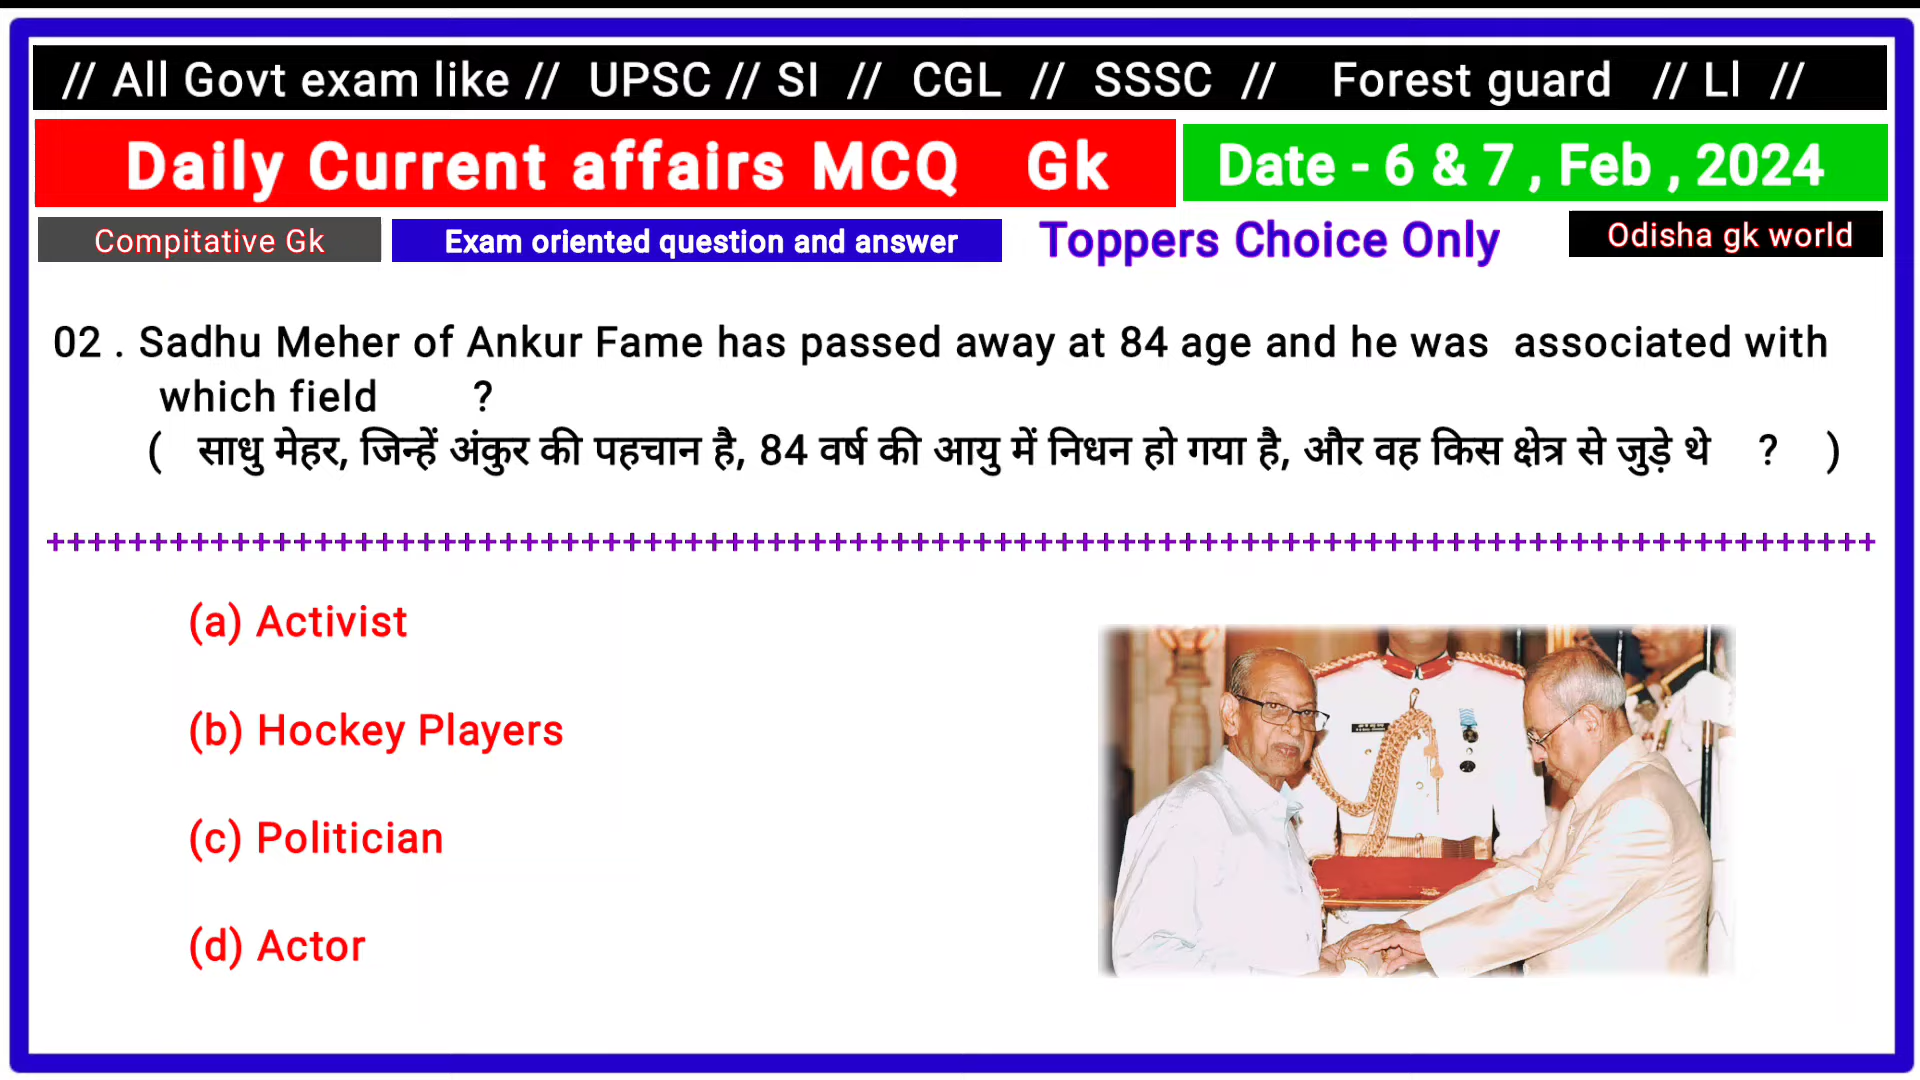 // All Govt exam like // UPSC // SI // CGL // SSSC // Forest guard // Ll //
Daily Current affairs MCQ Gk
Date - 6 & 7 , Feb , 2024
Compitative Gk
Exam oriented question and answer
Toppers Choice Only
Odisha gk world
02 . Sadhu Meher of Ankur Fame has passed away at 84 age and he was associated with
which field ?
( साधु मेहर, जिन्हें अंकुर की पहचान है, 84 वर्ष की आयु में निधन हो गया है, और वह किस क्षेत्र से जुड़े थे ? )
+++++++++++++++++++++++++++++++++++++++++++++++++++++++++++++++++++++++++++++++++++++++++
(a) Activist
(b) Hockey Players
(c) Politician
(d) Actor